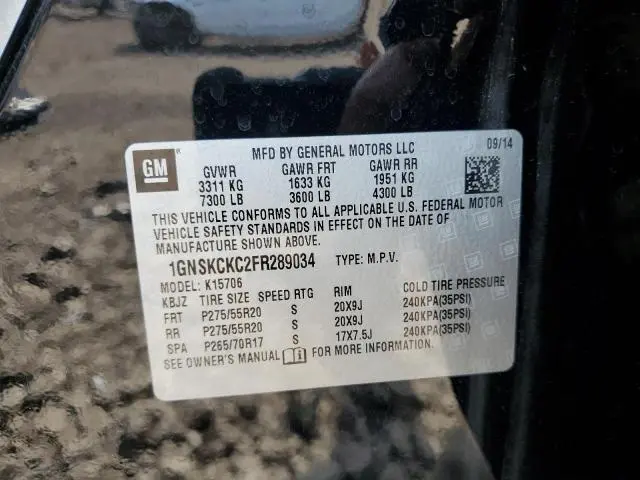 GM ®
MFD BY GENERAL MOTORS LLC 09/14
GVWR GAWR FRT GAWR RR
3311 KG 1633 KG 1951 KG
7300 LB 3600 LB 4300 LB
THIS VEHICLE CONFORMS TO ALL APPLICABLE U.S. FEDERAL MOTOR
VEHICLE SAFETY STANDARDS IN EFFECT ON THE DATE OF
MANUFACTURE SHOWN ABOVE.
1GNSKCKC2FR289034 TYPE: M.P.V.
MODEL: K15706
KBJZ TIRE SIZE SPEED RTG RIM COLD TIRE PRESSURE
FRT P275/55R20 S 20X9J 240KPA(35PSI)
RR P275/55R20 S 20X9J 240KPA(35PSI)
SPA P265/70R17 S 17X7.5J 240KPA(35PSI)
SEE OWNER'S MANUAL FOR MORE INFORMATION.